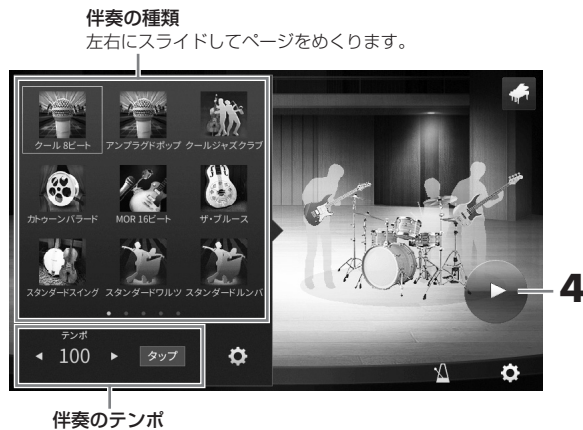 伴奏の種類
左右にスライドしてページをめくります。
クール 8ビート
アンプラグドポップ
クールジャズクラブ
カトゥーンバラード
MOR 16ビート
ザ・ブルース
スタンダードスイング
スタンダードワルツ
スタンダードルンバ
4
テンポ
100
タップ
伴奏のテンポ